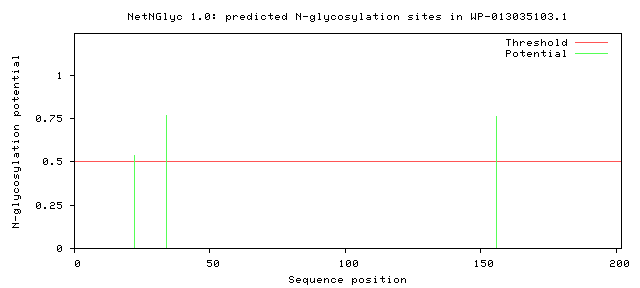 NetNGlyc 1.0: predicted N-glycosylation sites in WP-013035103.1
Threshold
Potential
N-glycosylation potential
1
0.75
0.5
0.25
0
0 50 100 150 200
Sequence position